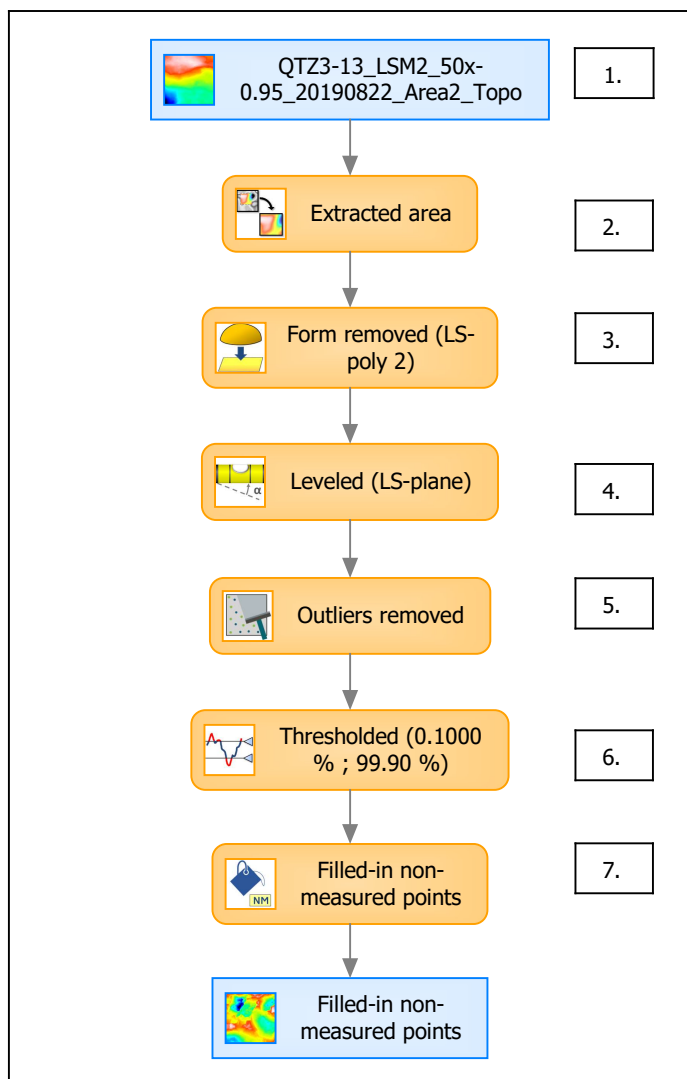 QTZ3-13_LSM2_50x-
0.95_20190822_Area2_Topo
1.
Extracted area
2.
Form removed (LS-
poly 2)
3.
α
Leveled (LS-plane)
4.
Outliers removed
5.
Thresholded (0.1000
% ; 99.90 %)
6.
NM
Filled-in non-
measured points
7.
Filled-in non-
measured points